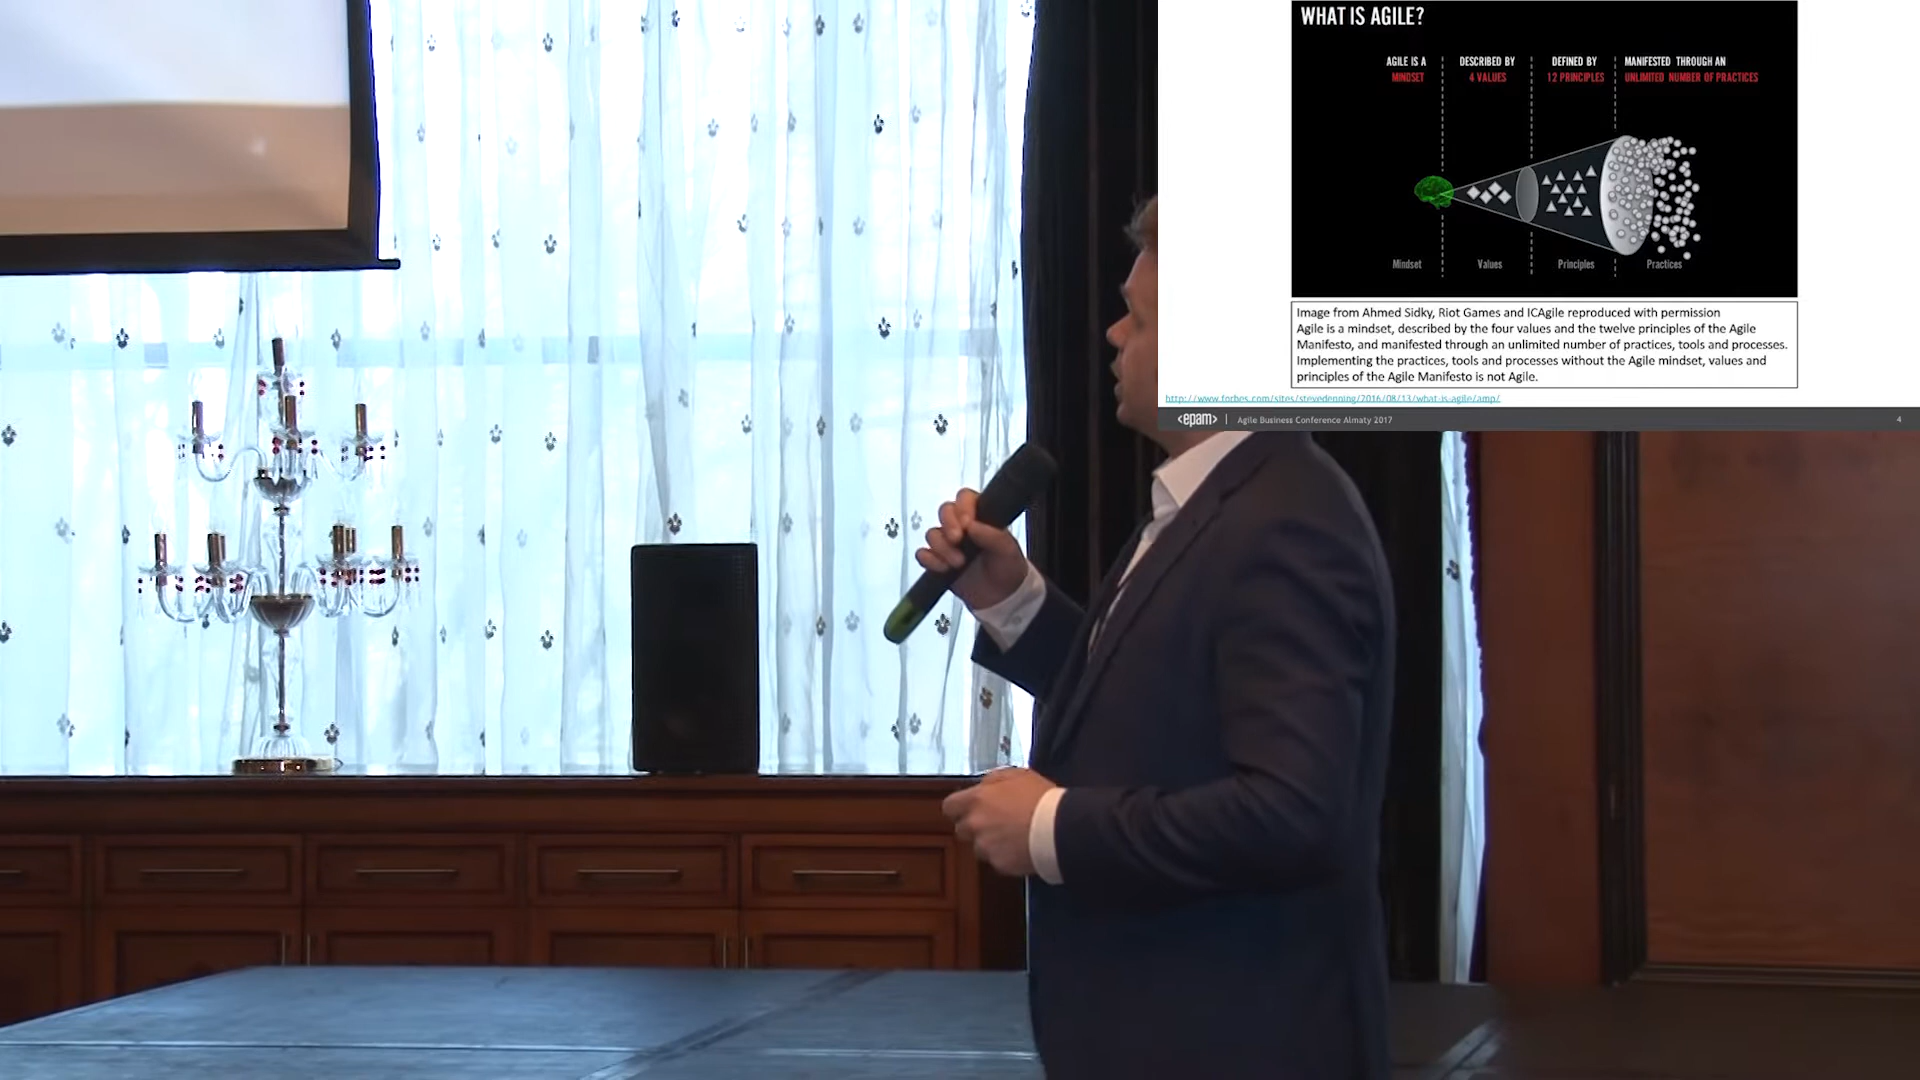 WHAT IS AGILE?
AGILE IS A
MINDSET
DESCRIBED BY
4 VALUES
DEFINED BY
12 PRINCIPLES
MANIFESTED THROUGH AN
UNLIMITED NUMBER OF PRACTICES
Mindset
Values
Principles
Practices
Image from Ahmed Sidky, Riot Games and ICAgile reproduced with permission
Agile is a mindset, described by the four values and the twelve principles of the Agile
Manifesto, and manifested through an unlimited number of practices, tools and processes.
Implementing the practices, tools and processes without the Agile mindset, values and
principles of the Agile Manifesto is not Agile.
http://www.forbes.com/sites/stevedenning/2016/08/13/what-is-agile/amp/
<epam> | Agile Business Conference Almaty 2017
4